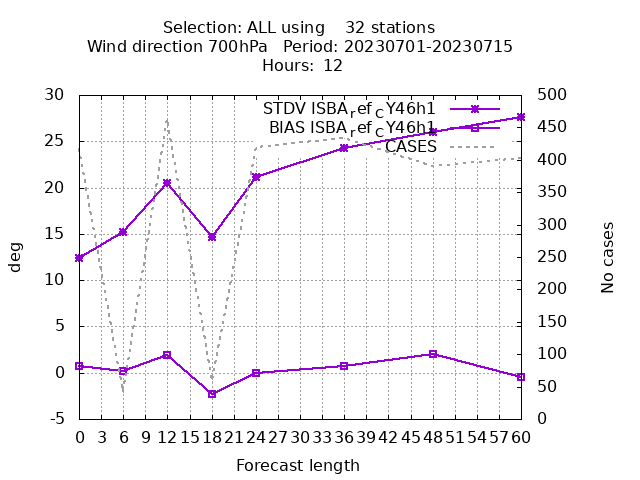 Selection: ALL using 32 stations
Wind direction 700hPa Period: 20230701-20230715
Hours: 12
STDV ISBA_ref_CY46h1
BIAS ISBA_ref_CY46h1
CASES
30
25
20
15
10
5
0
-5
deg
500
450
400
350
300
250
200
150
100
50
0
No cases
0 3 6 9 12 15 18 21 24 27 30 33 36 39 42 45 48 51 54 57 60
Forecast length